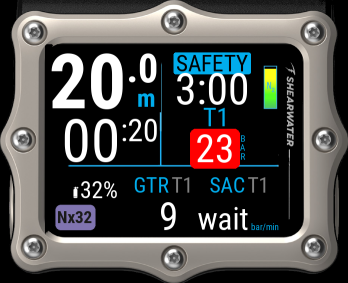 20.0 m
00:20
SAFETY
3:00
T1
23 BAR
N₂
32%
GTR T1
SAC T1
Nx32
9
wait bar/min
SHEARWATER